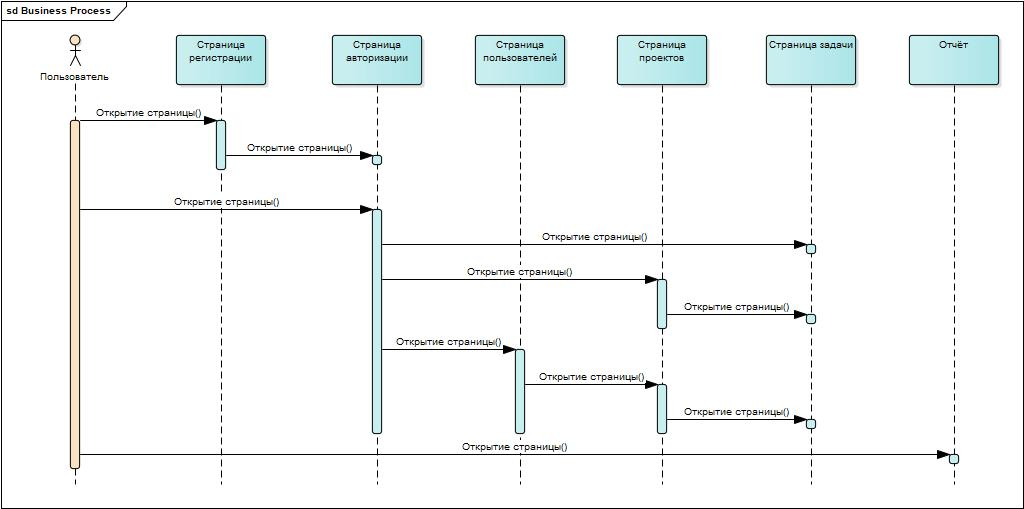 sd Business Process
Пользователь
Страница
регистрации
Страница
авторизации
Страница
пользователей
Страница
проектов
Страница задачи
Отчёт
Открытие страницы()
Открытие страницы()
Открытие страницы()
Открытие страницы()
Открытие страницы()
Открытие страницы()
Открытие страницы()
Открытие страницы()
Открытие страницы()
Открытие страницы()